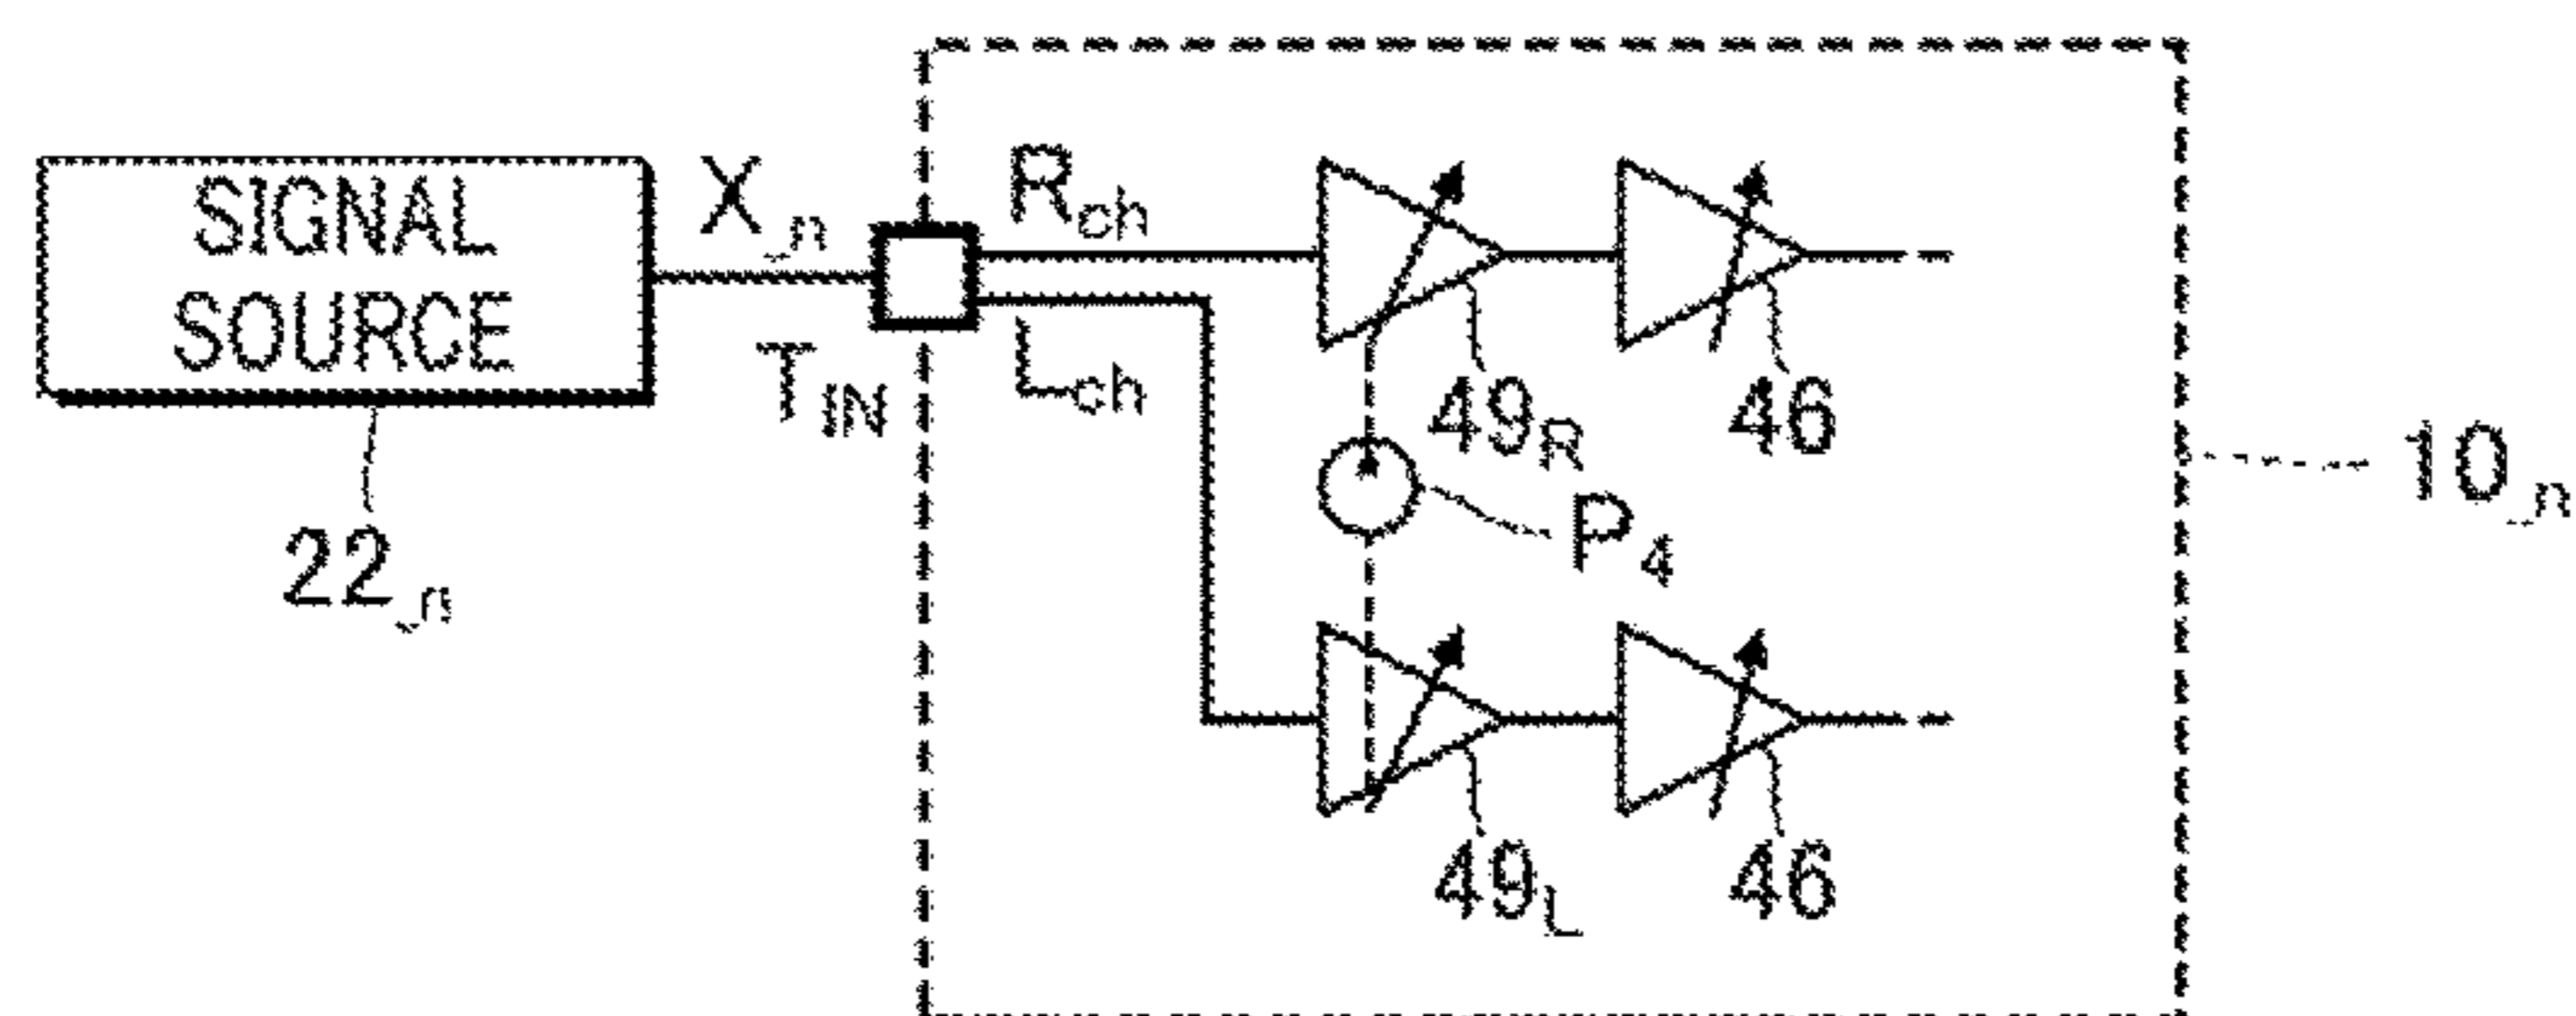 SIGNAL
SOURCE
22_n
X_n
T_IN
R_ch
L_ch
49_R
46
P_4
49_L
46
10_n